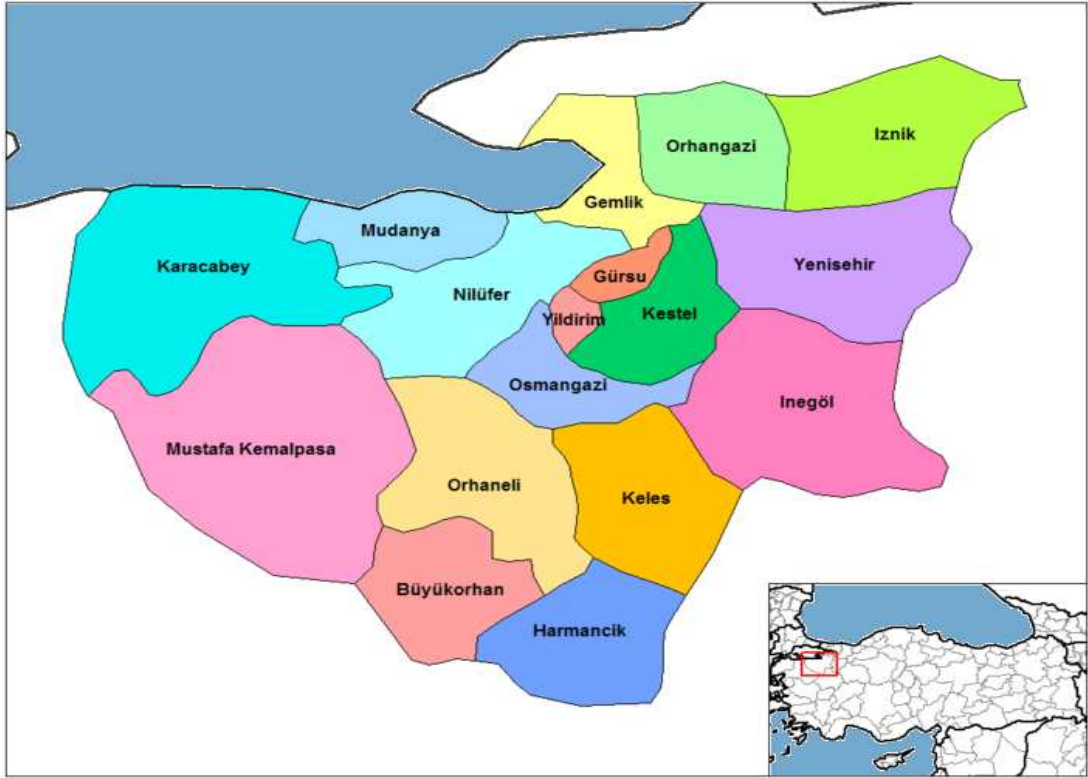 Iznik
Orhangazi
Gemlik
Mudanya
Karacabey
Yenisehir
Gürsu
Nilüfer
Kestel
Yildirim
Osmangazi
Inegöl
Mustafa Kemalpasa
Orhaneli
Keles
Büyükorhan
Harmancik